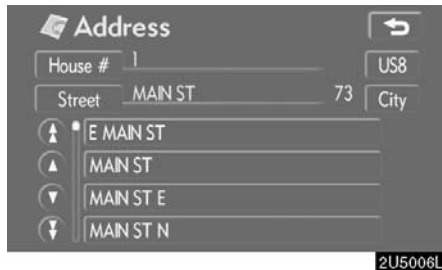 Address
House # 1 US8
Street MAIN ST 73 City
E MAIN ST
MAIN ST
MAIN ST E
MAIN ST N
2U5006L